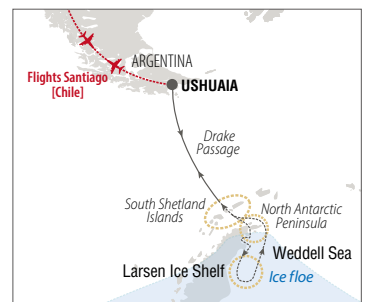 ARGENTINA
Flights Santiago
[Chile]
USHUAIA
Drake
Passage
South Shetland
Islands
North Antarctic
Peninsula
Weddell Sea
Larsen Ice Shelf
Ice floe